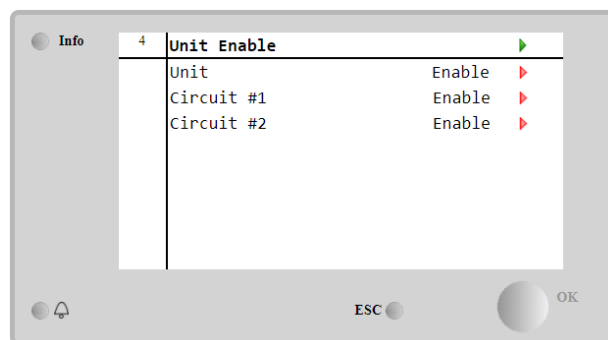 Info
4 Unit Enable
Unit Enable
Circuit #1 Enable
Circuit #2 Enable
ESC
OK